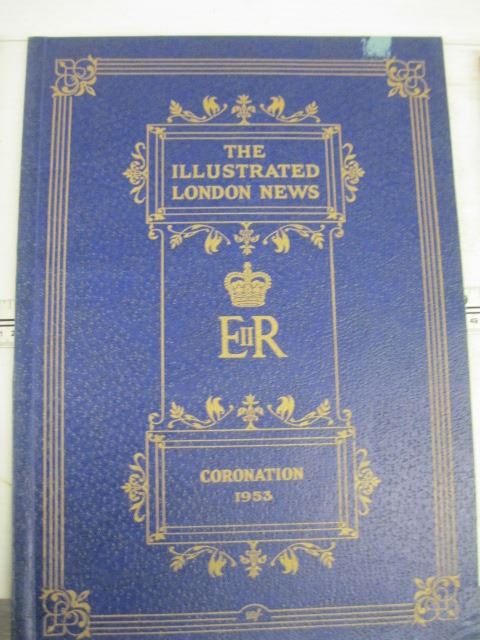 THE
ILLUSTRATED
LONDON NEWS
EIIR
CORONATION
1953